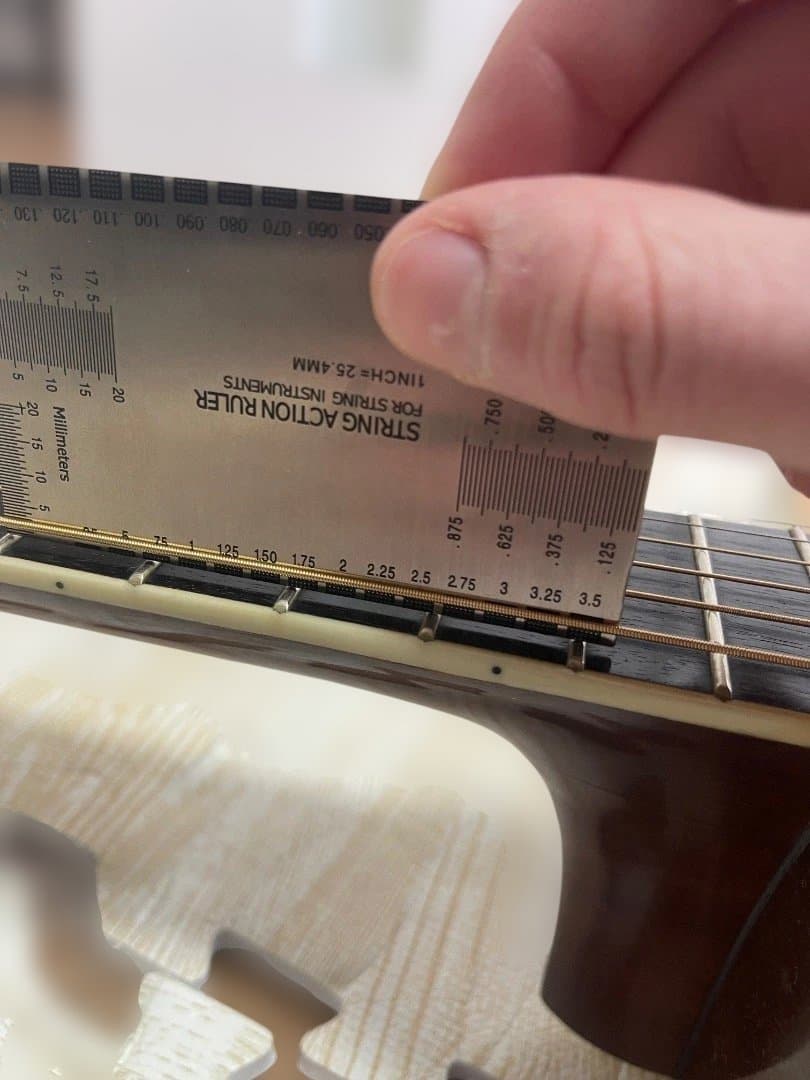 .050 .060 .070 .080 .090 .100 .110 .120 .130
17.5
12.5
7.5
20
15
10
5
1INCH=25.4MM
FOR STRING INSTRUMENTS
STRING ACTION RULER
Millimeters
20
15
10
5
.750
.875
.625
.375
.125
.5 .75 1 1.25 1.50 1.75 2 2.25 2.5 2.75 3 3.25 3.5